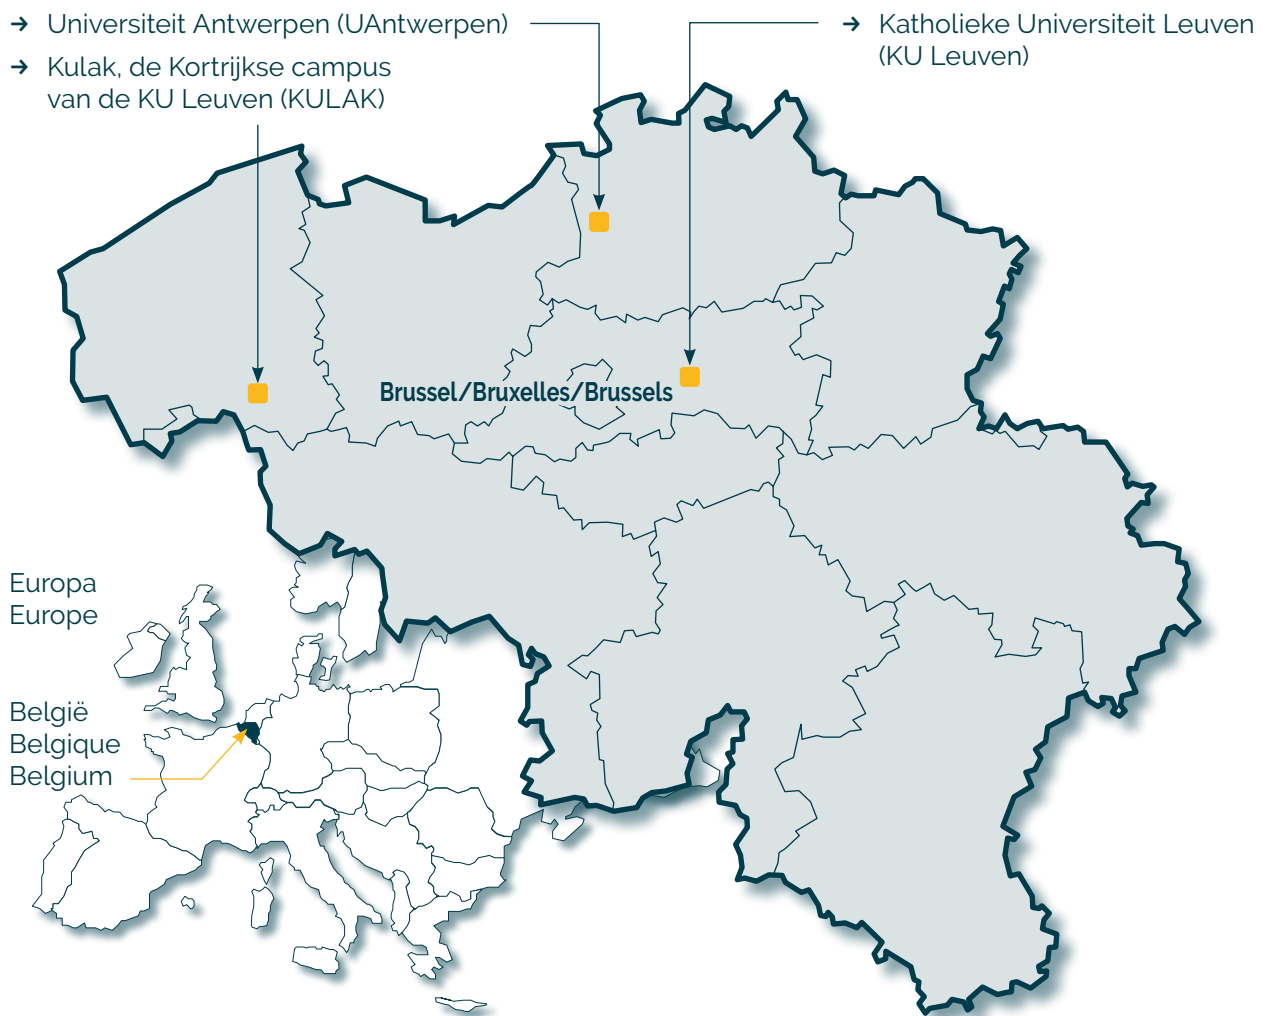 → Universiteit Antwerpen (UAntwerpen)
→ Kulak, de Kortrijkse campus
van de KU Leuven (KULAK)
→ Katholieke Universiteit Leuven
(KU Leuven)
Brussel/Bruxelles/Brussels
Europa
Europe
België
Belgique
Belgium